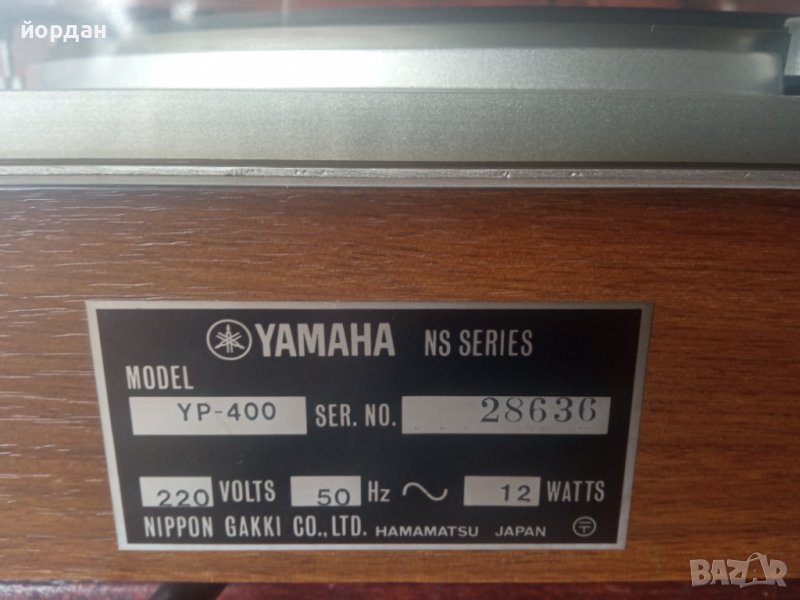 йордан
YAMAHA NS SERIES
MODEL
YP-400 SER. NO. 28636
220 VOLTS 50 Hz 12 WATTS
NIPPON GAKKI CO., LTD. HAMAMATSU JAPAN
BAZAR